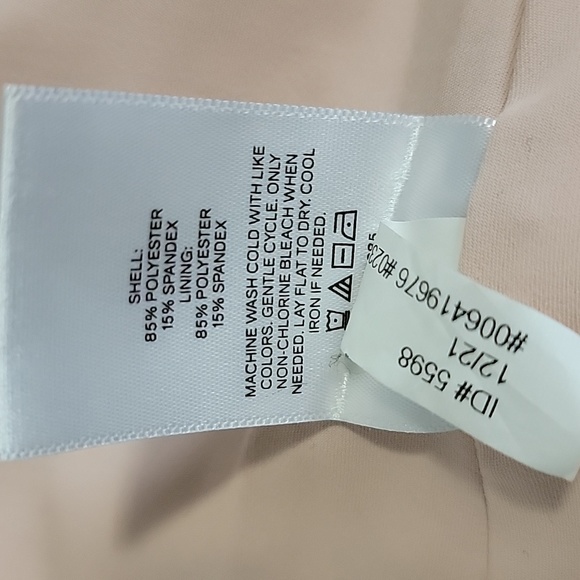 SHELL:
85% POLYESTER
15% SPANDEX
LINING:
85% POLYESTER
15% SPANDEX
MACHINE WASH COLD WITH LIKE
COLORS. GENTLE CYCLE. ONLY
NON-CHLORINE BLEACH WHEN
NEEDED. LAY FLAT TO DRY. COOL
IRON IF NEEDED.
ID# 5598
12/21
#006419676